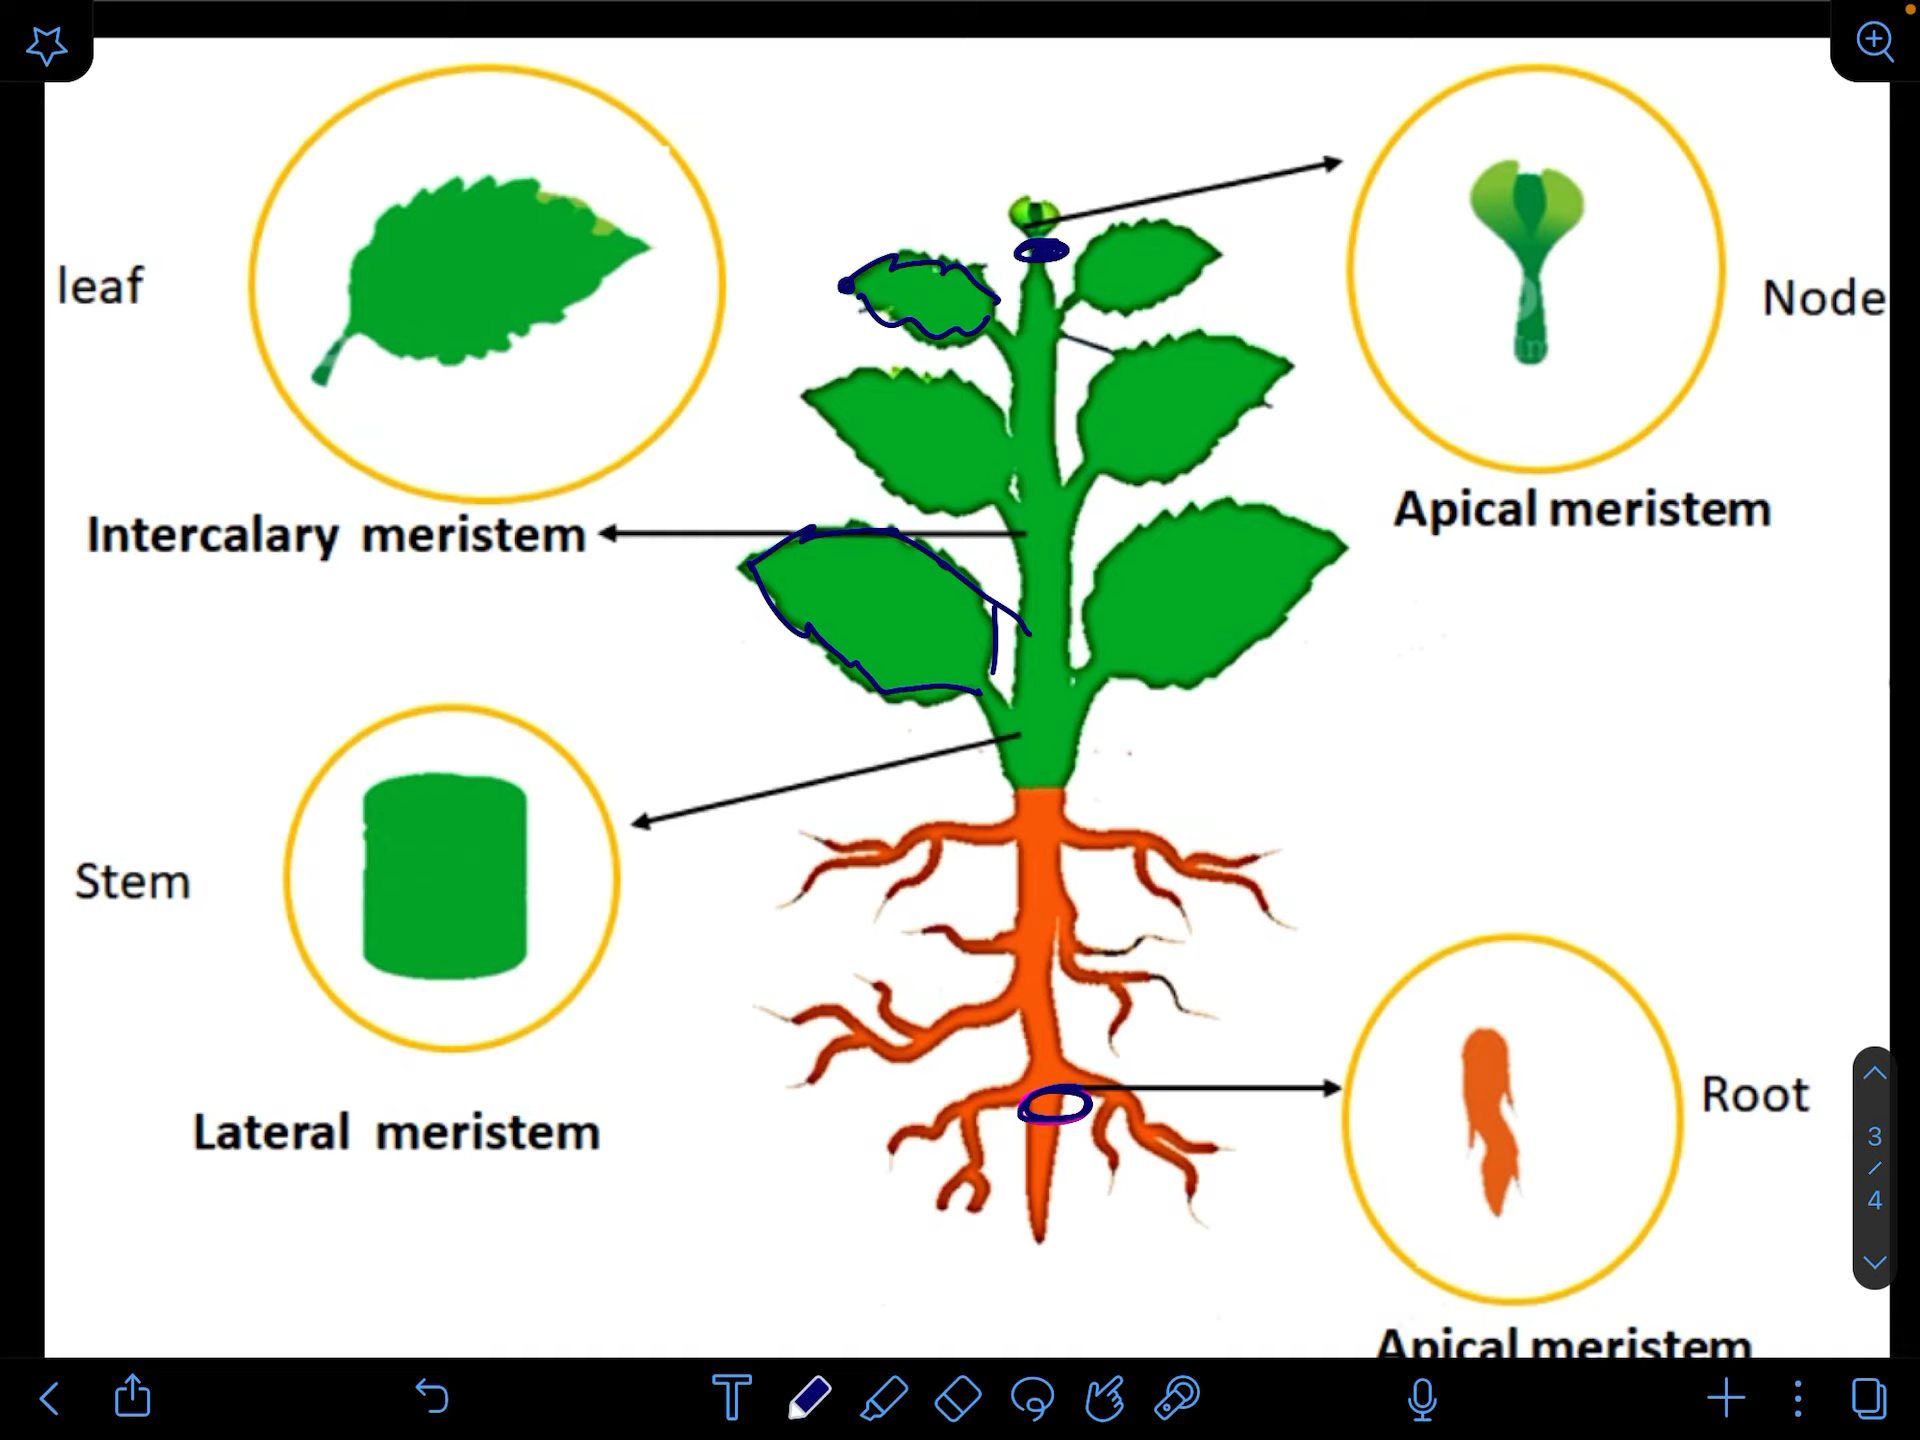 leaf
Node
Apical meristem
Intercalary meristem
Stem
Lateral meristem
Root
3
/
4
Apical meristem